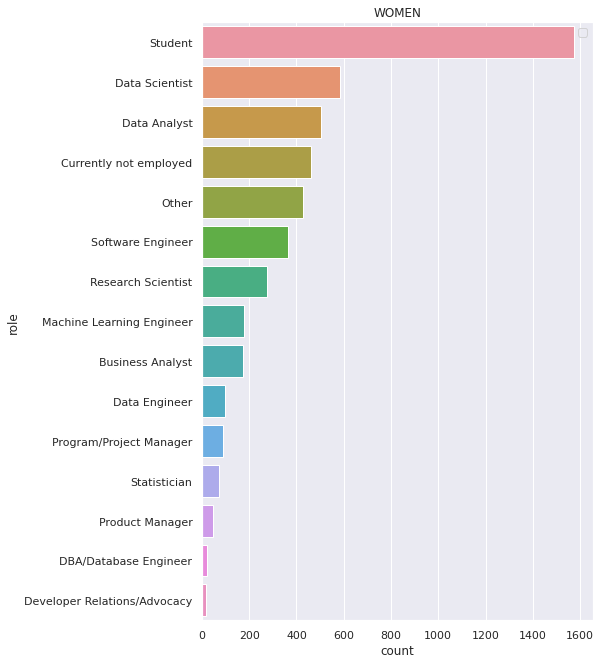 WOMEN
Student
Data Scientist
Data Analyst
Currently not employed
Other
Software Engineer
Research Scientist
Machine Learning Engineer
Business Analyst
Data Engineer
Program/Project Manager
Statistician
Product Manager
DBA/Database Engineer
Developer Relations/Advocacy
role
0 200 400 600 800 1000 1200 1400 1600
count